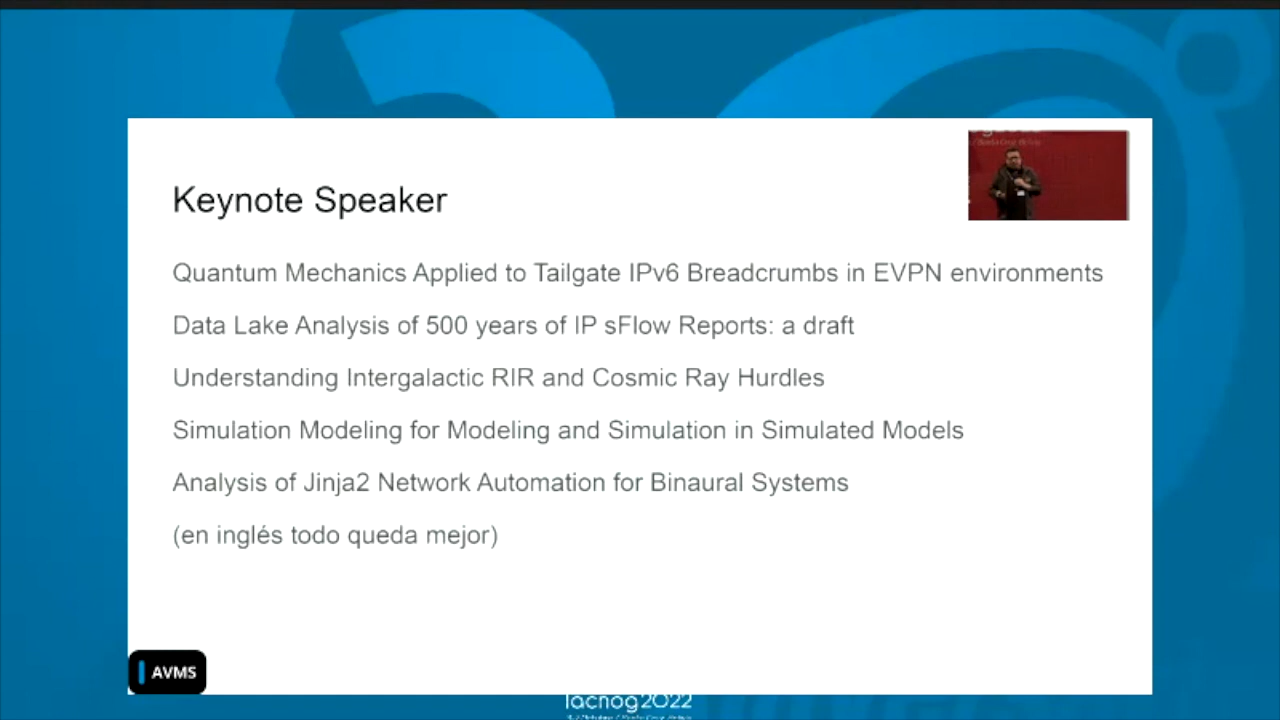 Keynote Speaker
Quantum Mechanics Applied to Tailgate IPv6 Breadcrumbs in EVPN environments
Data Lake Analysis of 500 years of IP sFlow Reports: a draft
Understanding Intergalactic RIR and Cosmic Ray Hurdles
Simulation Modeling for Modeling and Simulation in Simulated Models
Analysis of Jinja2 Network Automation for Binaural Systems
(en inglés todo queda mejor)
AVMS
lacnog2022